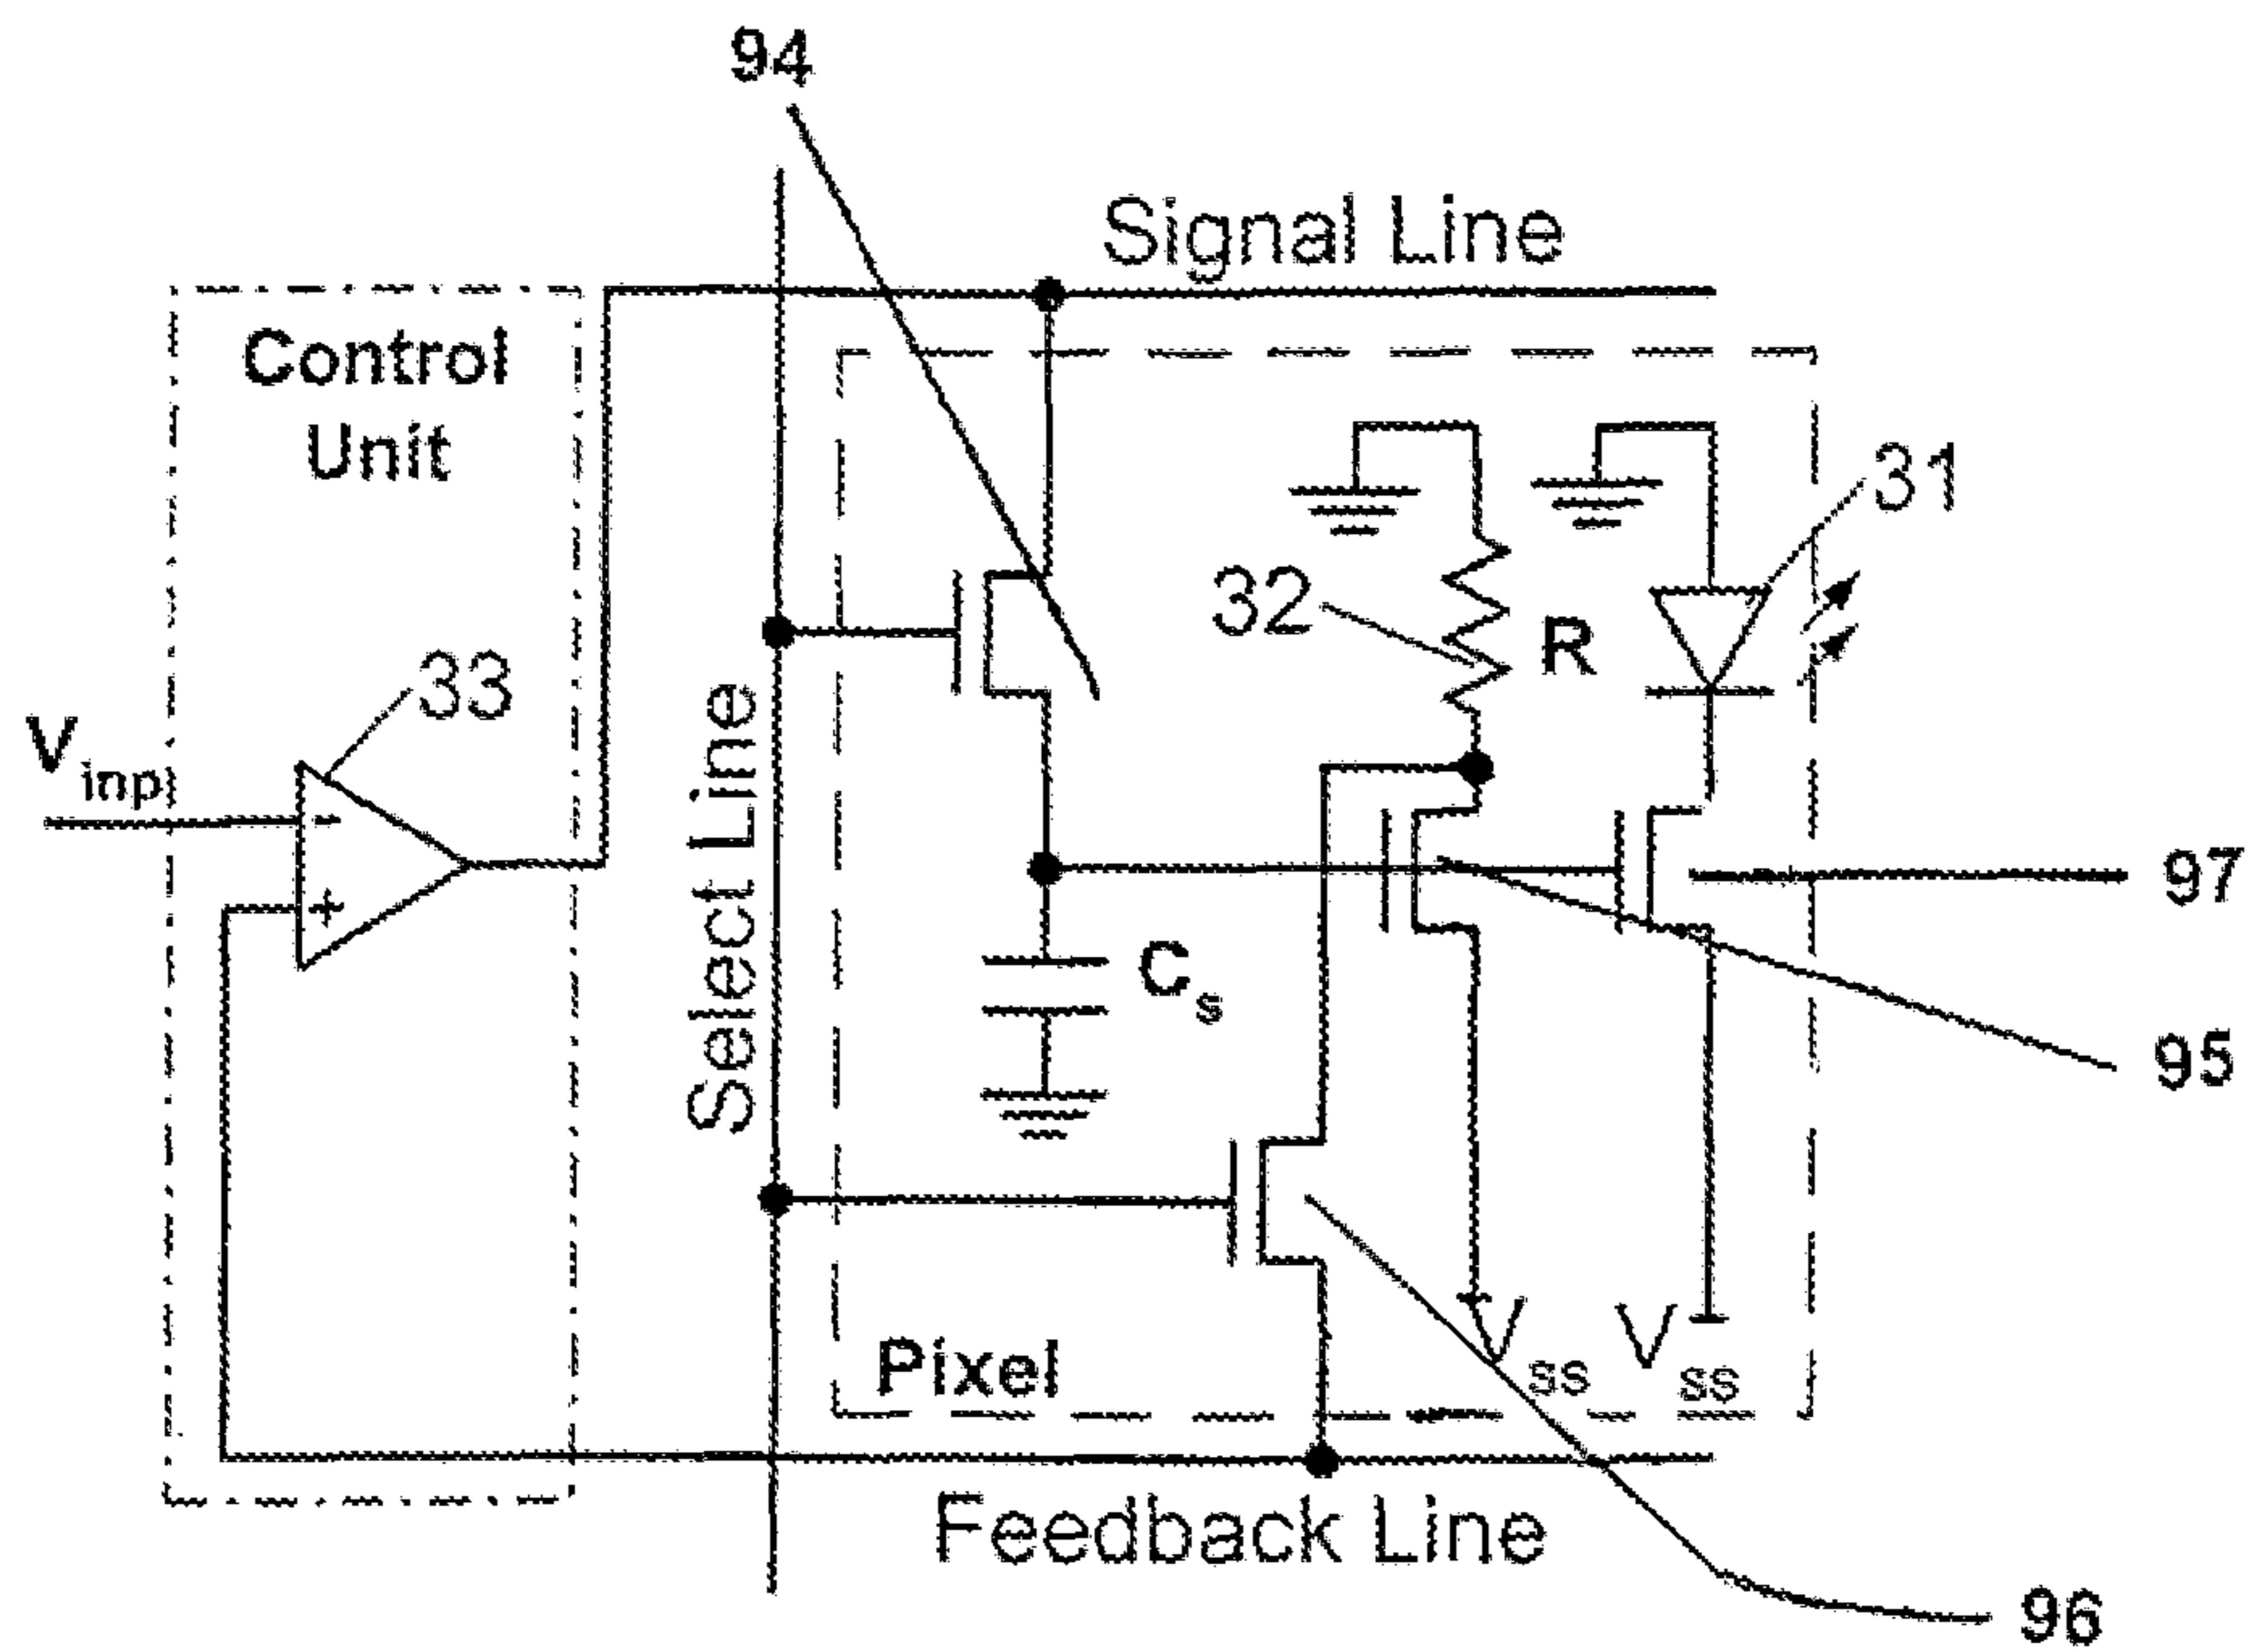 94
Signal Line
Control
Unit
31
32
R
33
V inp
-
+
Select Line
97
C s
95
V ss
V ss
Pixel
Feedback Line
96